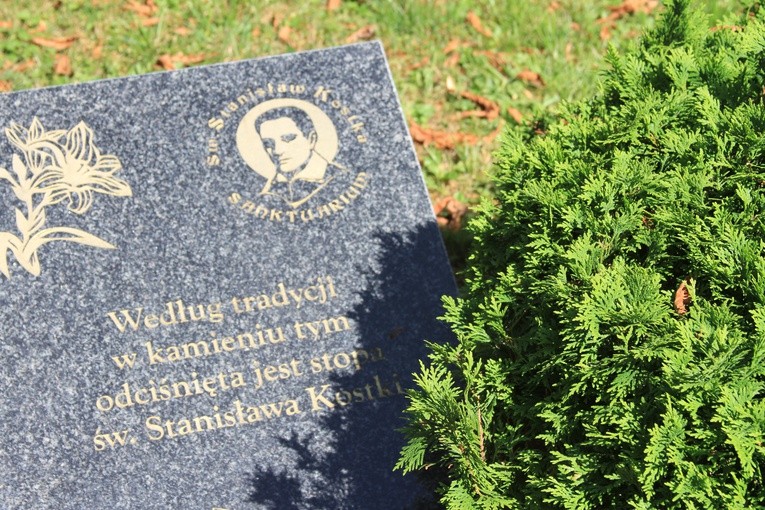 Św. Stanisław Kostka
SANKTUARIUM
Według tradycji
w kamieniu tym
odciśnięta jest stopa
św. Stanisława Kostki